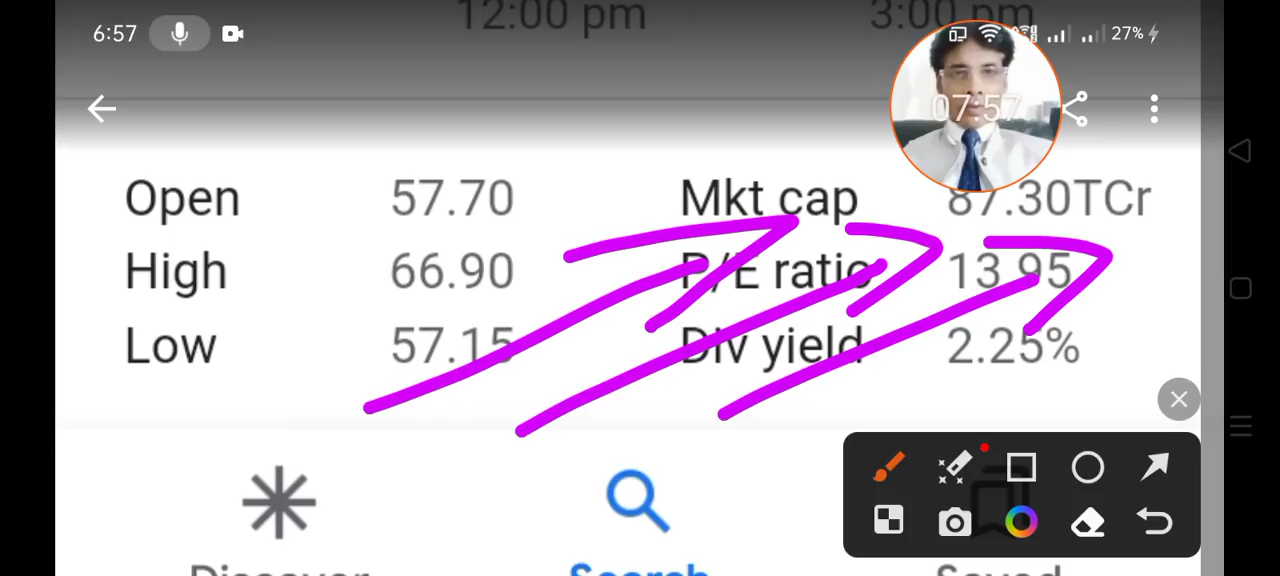 12:00 pm 3:00 pm
6:57 27%
07:57
Open 57.70 Mkt cap 87.30TCr
High 66.90 P/E ratio 13.95
Low 57.15 Div yield 2.25%
Discover Search Saved